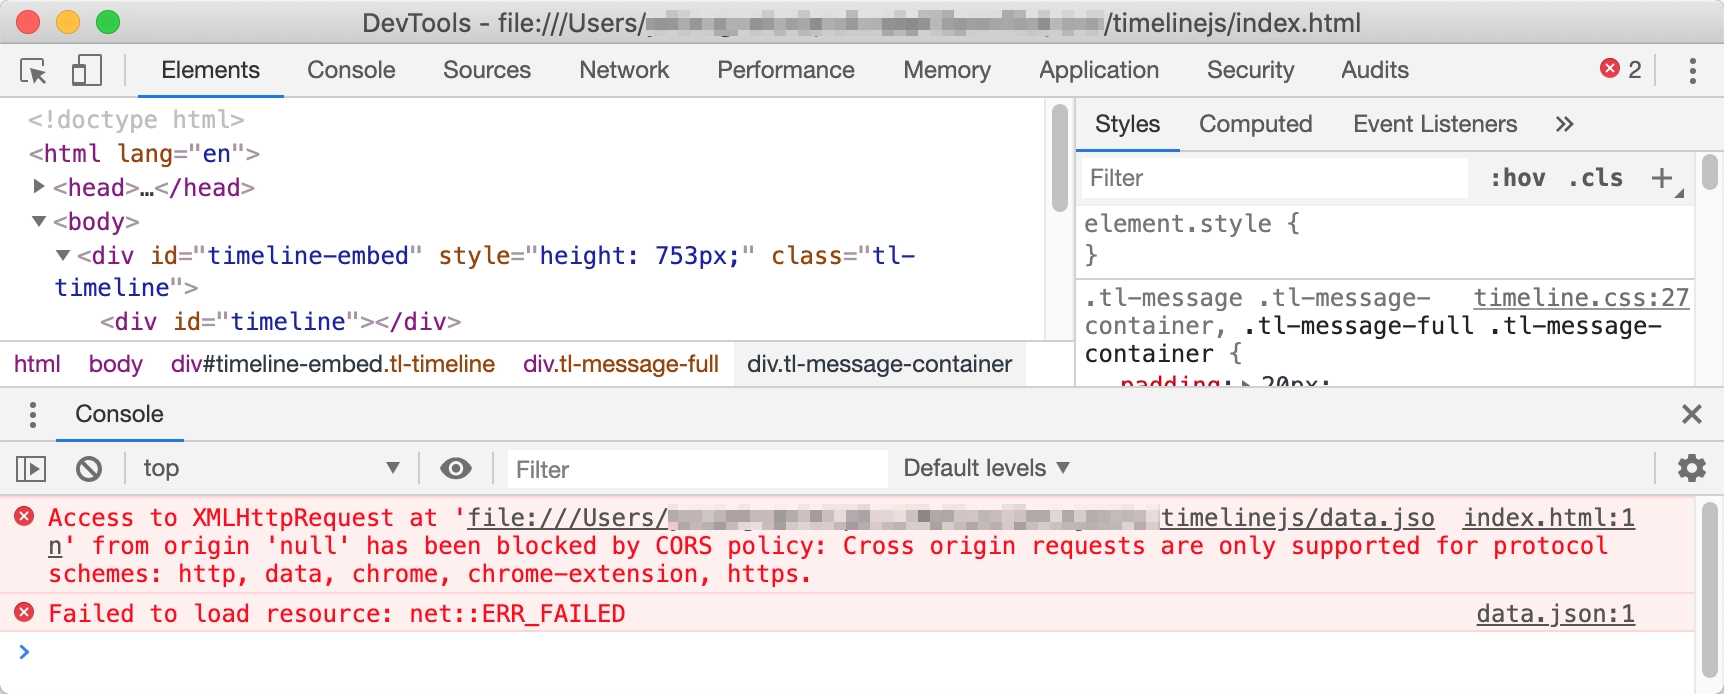 DevTools - file:///Users/ /timelinejs/index.html
Elements Console Sources Network Performance Memory Application Security Audits 2
<!doctype html>
<html lang="en">
<head>…</head>
<body>
<div id="timeline-embed" style="height: 753px;" class="tl-
timeline">
<div id="timeline"></div>
html body div#timeline-embed.tl-timeline div.tl-message-full div.tl-message-container
Styles Computed Event Listeners »
Filter :hov .cls +
element.style {
}
.tl-message .tl-message- timeline.css:27
container, .tl-message-full .tl-message-
container {
padding: 20px;
Console
top Filter Default levels
Access to XMLHttpRequest at 'file:///Users/ timelinejs/data.jso index.html:1
n' from origin 'null' has been blocked by CORS policy: Cross origin requests are only supported for protocol
schemes: http, data, chrome, chrome-extension, https.
Failed to load resource: net::ERR_FAILED data.json:1